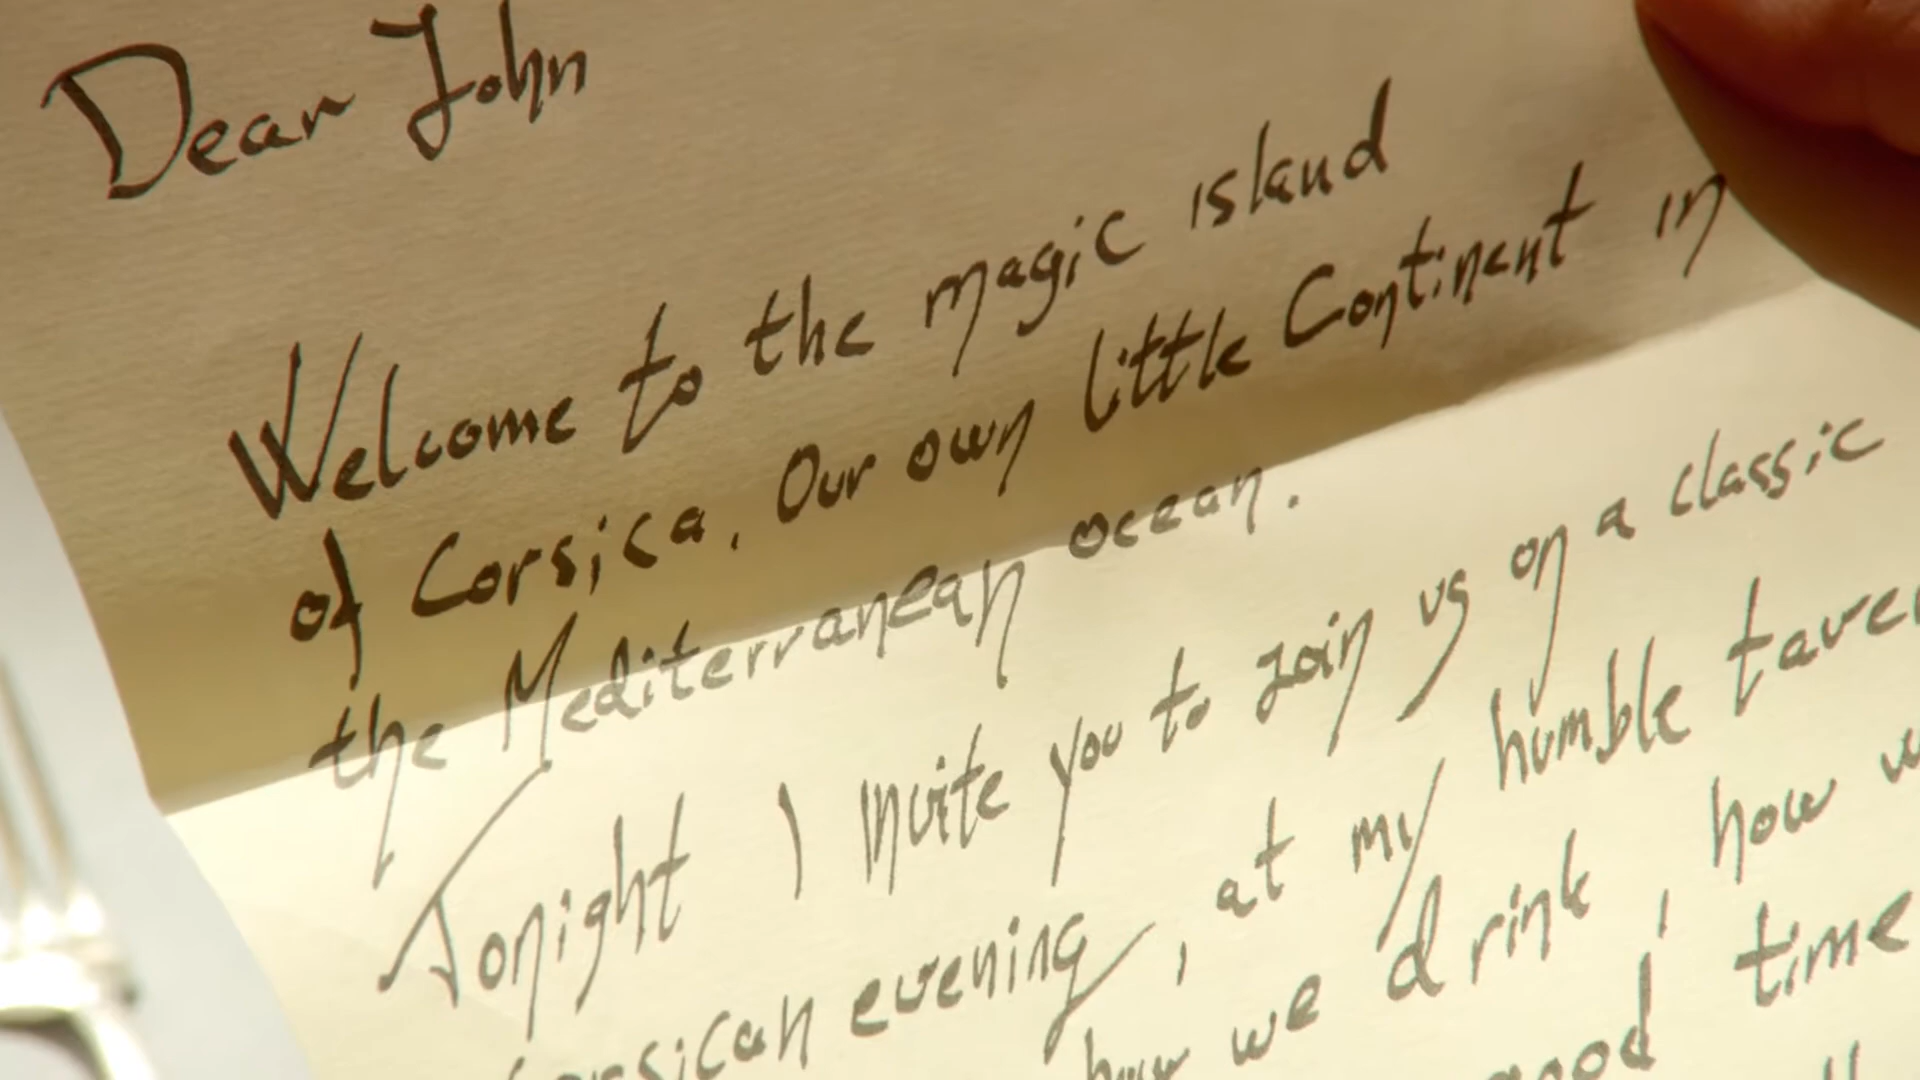 Dear John
Welcome to the magic island
of Corsica. Our own little Continent in
the Mediterranean ocean.
Tonight I invite you to join us on a classic
Corsican evening, at my humble
how we drink, how
good time